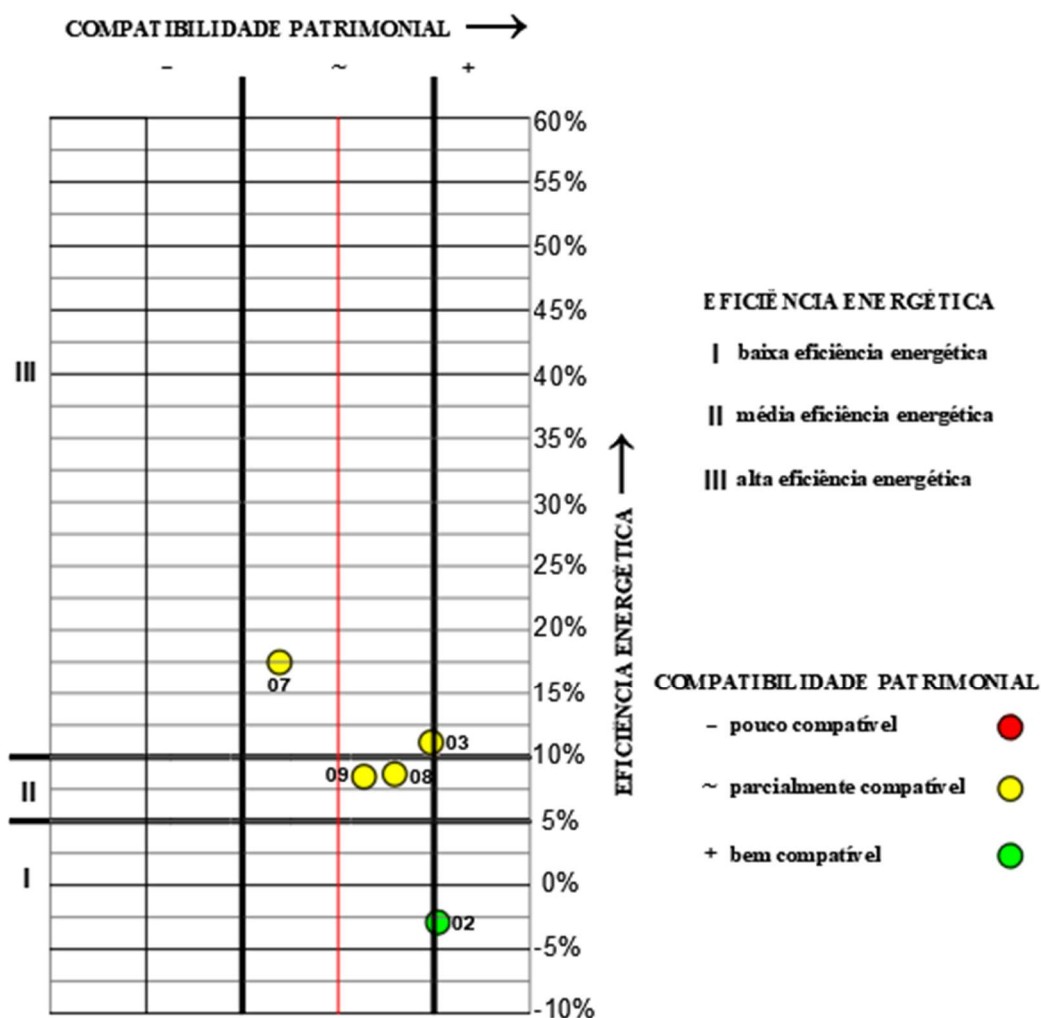 COMPATIBILIDADE PATRIMONIAL
− ~ +
60%
55%
50%
45%
40%
35%
30%
25%
20%
15%
10%
5%
0%
-5%
-10%
III
II
I
07
03
09
08
02
EFICIÊNCIA ENERGÉTICA
EFICIÊNCIA ENERGÉTICA
I baixa eficiência energética
II média eficiência energética
III alta eficiência energética
COMPATIBILIDADE PATRIMONIAL
− pouco compatível
~ parcialmente compatível
+ bem compatível